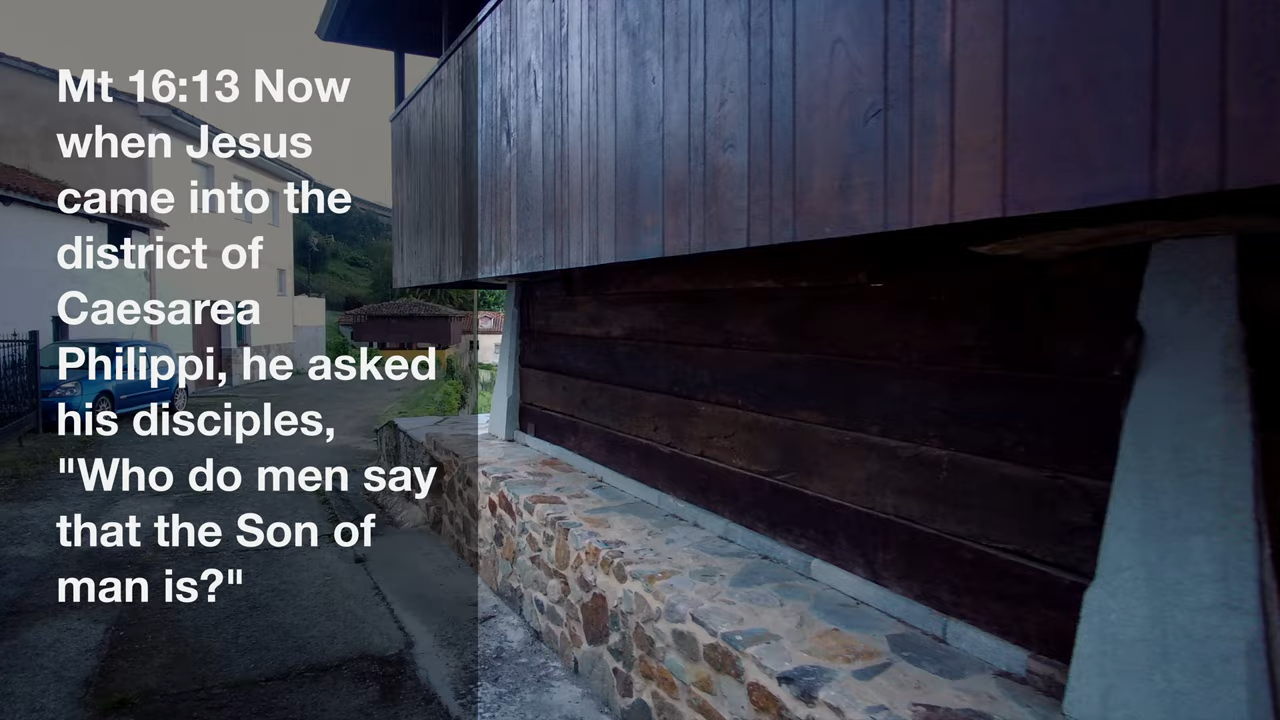 Mt 16:13 Now
when Jesus
came into the
district of
Caesarea
Philippi, he asked
his disciples,
"Who do men say
that the Son of
man is?"